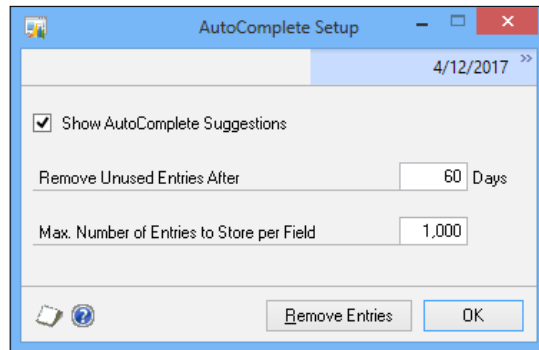 AutoComplete Setup
4/12/2017 »
Show AutoComplete Suggestions
Remove Unused Entries After 60 Days
Max. Number of Entries to Store per Field 1,000
Remove Entries OK